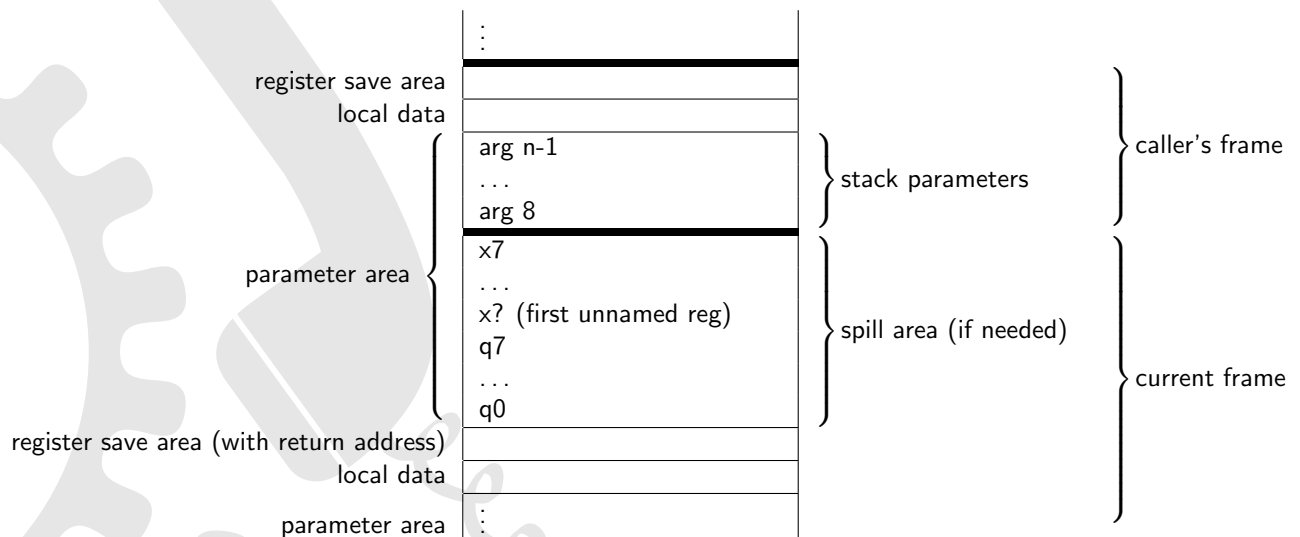 ⋮
register save area
local data
arg n-1
. . .
arg 8
stack parameters
caller's frame
parameter area
x7
. . .
x? (first unnamed reg)
q7
. . .
q0
spill area (if needed)
current frame
register save area (with return address)
local data
parameter area
⋮